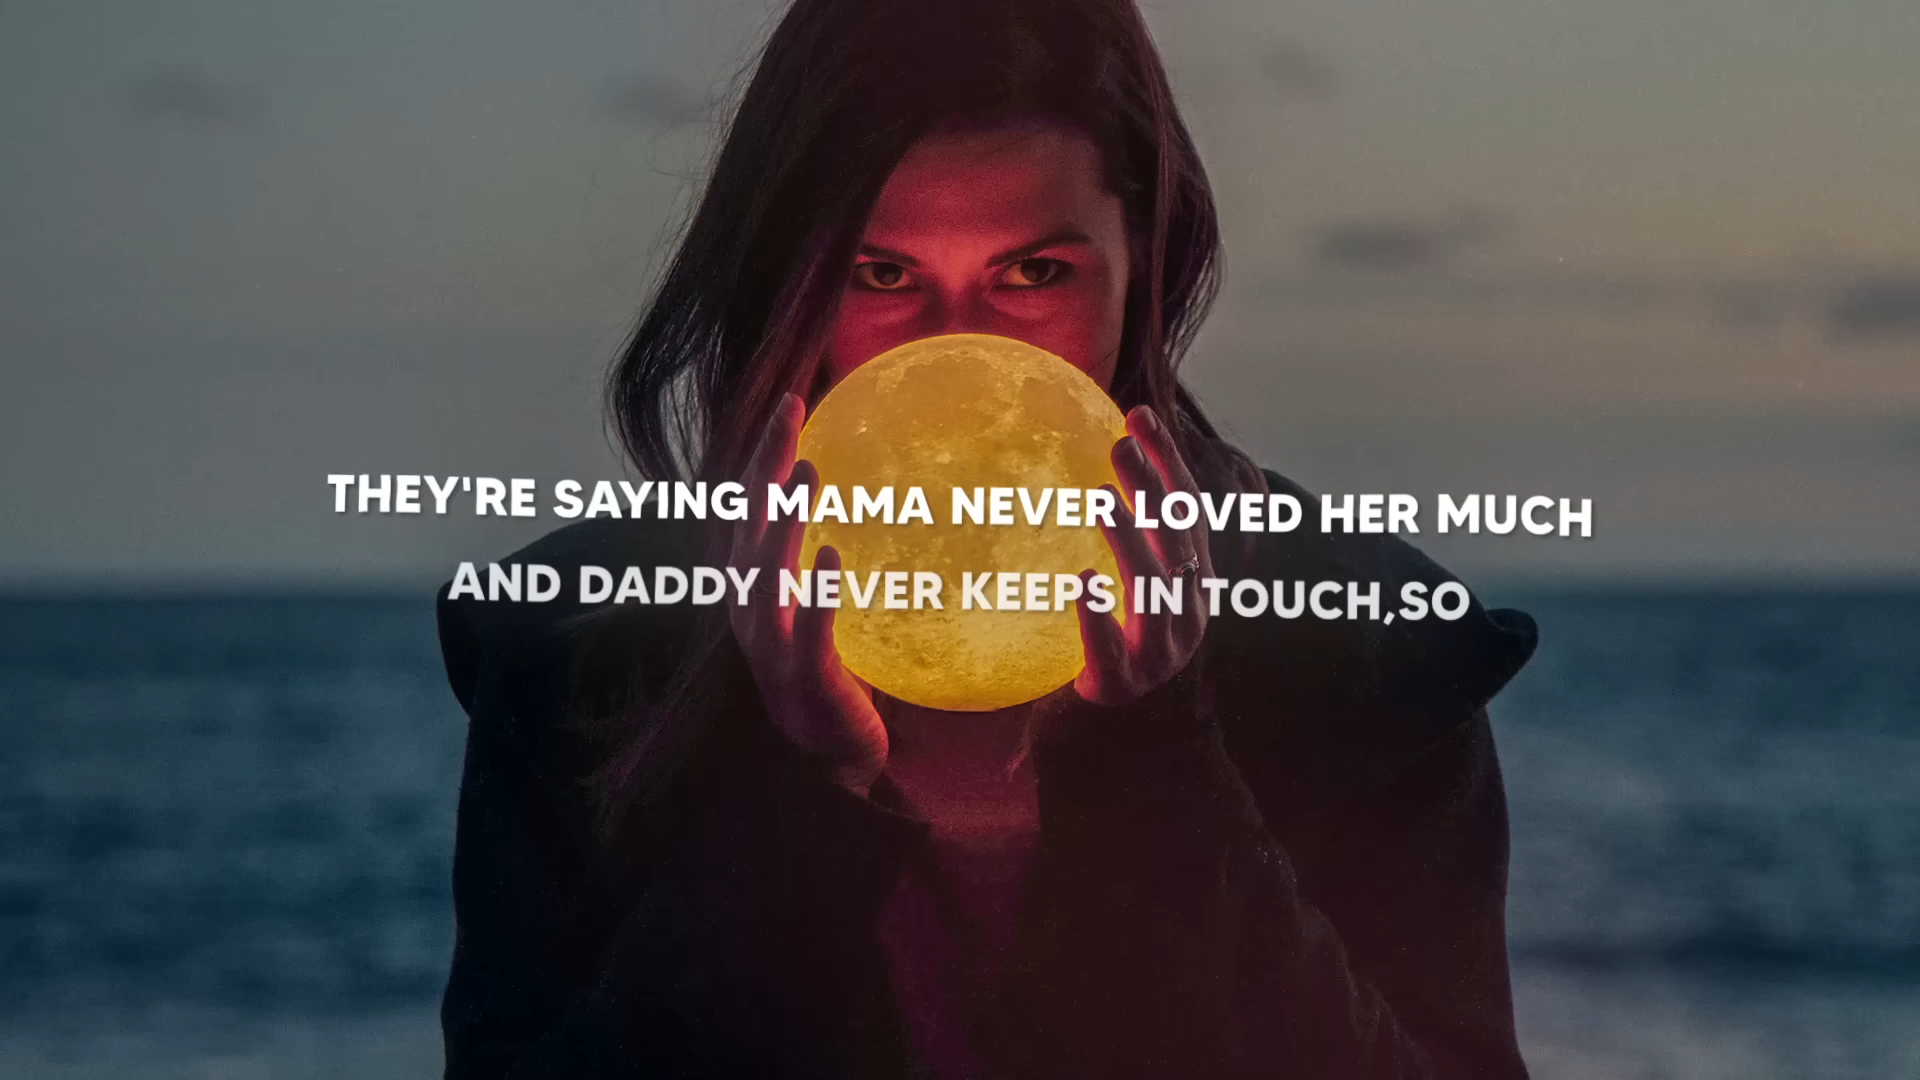 THEY'RE SAYING MAMA NEVER LOVED HER MUCH
AND DADDY NEVER KEEPS IN TOUCH,SO